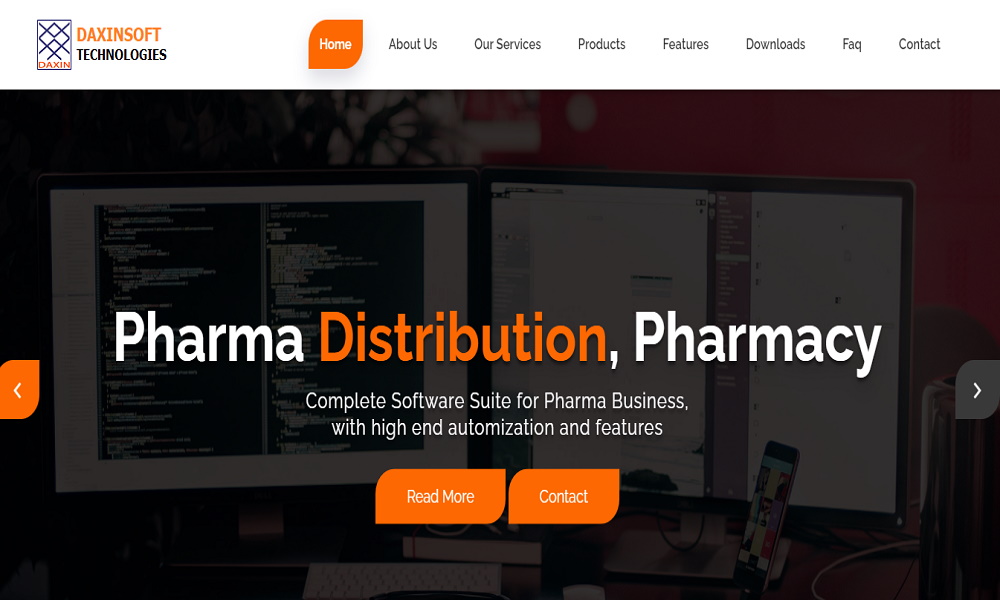 DAXINSOFT
TECHNOLOGIES
DAXIN
Home
About Us
Our Services
Products
Features
Downloads
Faq
Contact
Pharma Distribution, Pharmacy
Complete Software Suite for Pharma Business,
with high end automization and features
Read More
Contact